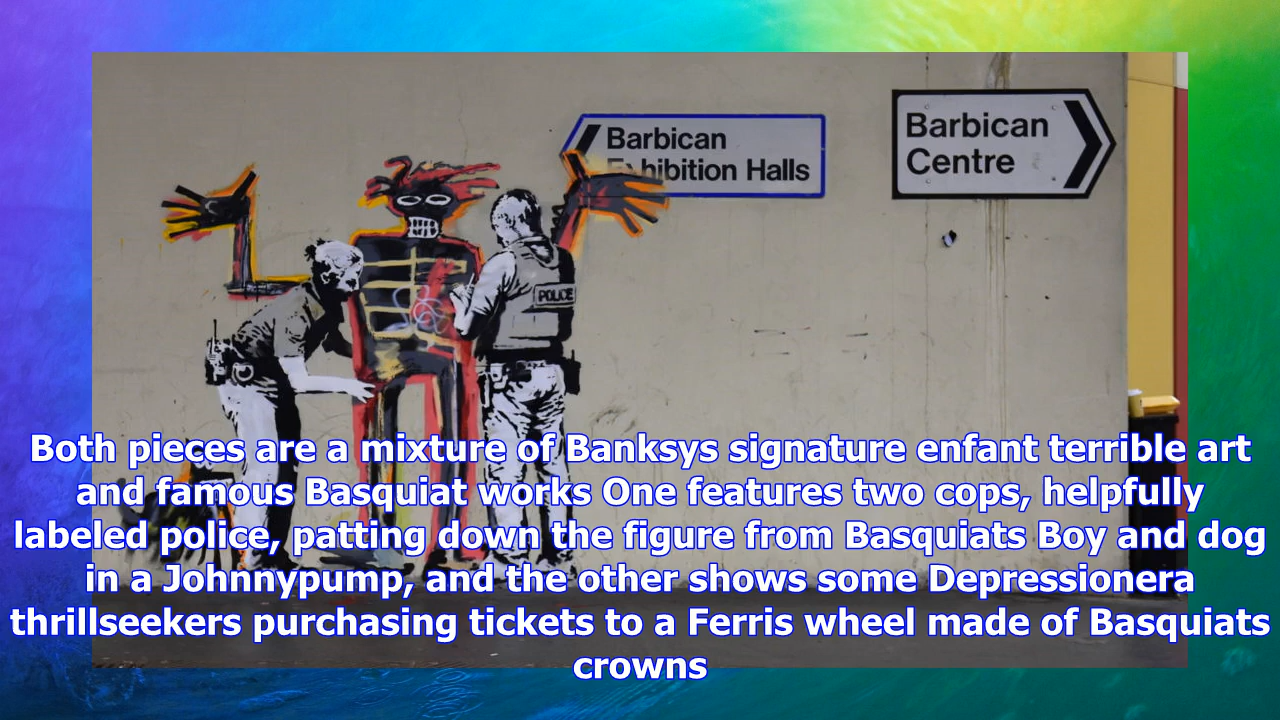 Barbican
Exhibition Halls
Barbican
Centre
POLICE
Both pieces are a mixture of Banksys signature enfant terrible art
and famous Basquiat works One features two cops, helpfully
labeled police, patting down the figure from Basquiats Boy and dog
in a Johnnypump, and the other shows some Depressionera
thrillseekers purchasing tickets to a Ferris wheel made of Basquiats
crowns